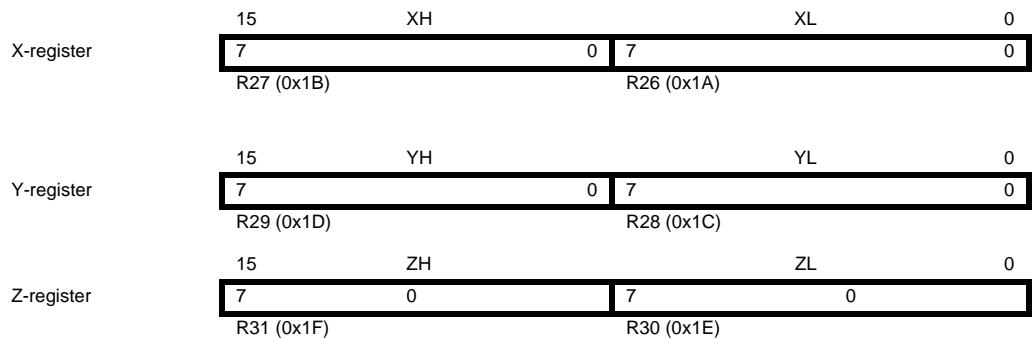 15 XH XL 0
X-register 7 0 7 0
R27 (0x1B) R26 (0x1A)
15 YH YL 0
Y-register 7 0 7 0
R29 (0x1D) R28 (0x1C)
15 ZH ZL 0
Z-register 7 0 7 0
R31 (0x1F) R30 (0x1E)